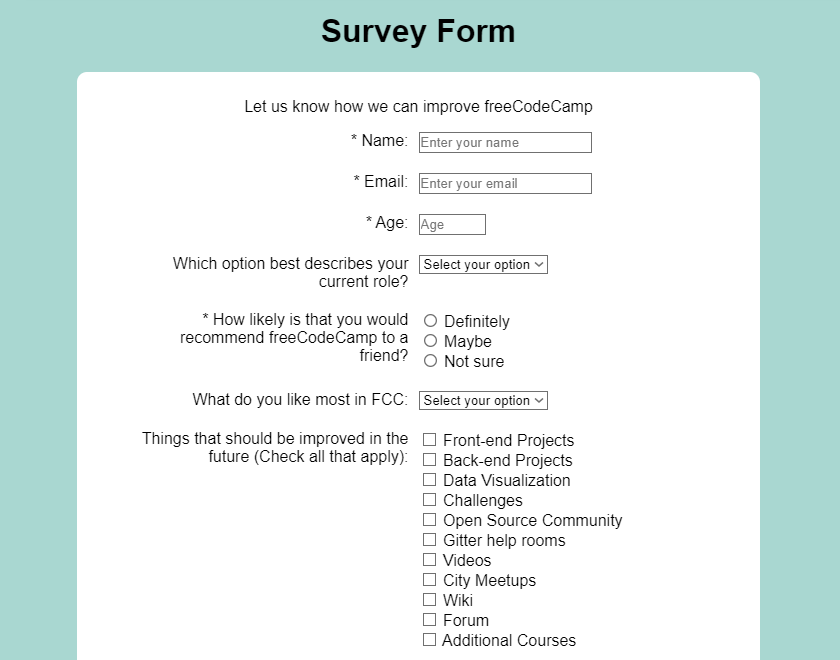 Survey Form
Let us know how we can improve freeCodeCamp
* Name: Enter your name
* Email: Enter your email
* Age: Age
Which option best describes your Select your option
current role?
* How likely is that you would Definitely
recommend freeCodeCamp to a Maybe
friend? Not sure
What do you like most in FCC: Select your option
Things that should be improved in the Front-end Projects
future (Check all that apply): Back-end Projects
Data Visualization
Challenges
Open Source Community
Gitter help rooms
Videos
City Meetups
Wiki
Forum
Additional Courses